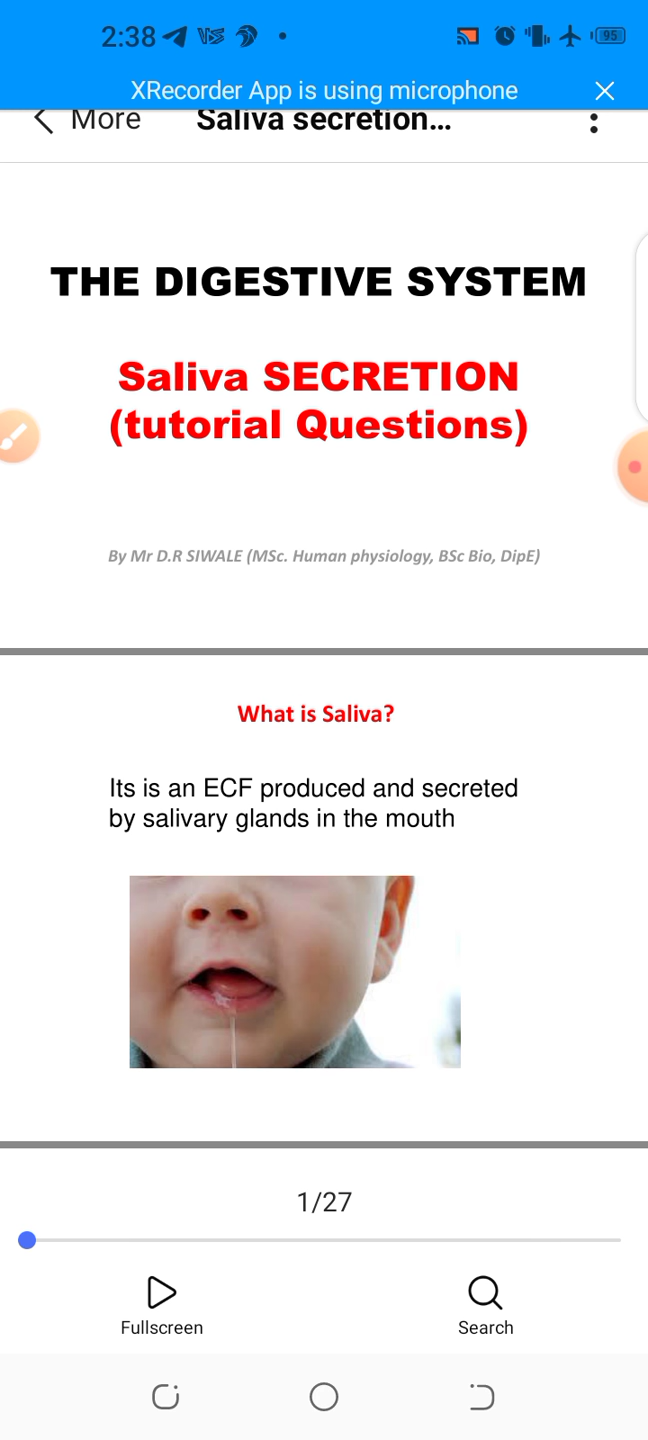 2:38 VS 95
XRecorder App is using microphone
More Saliva secretion...
THE DIGESTIVE SYSTEM
Saliva SECRETION
(tutorial Questions)
By Mr D.R SIWALE (MSc. Human physiology, BSc Bio, DipE)
What is Saliva?
Its is an ECF produced and secreted
by salivary glands in the mouth
1/27
Fullscreen Search